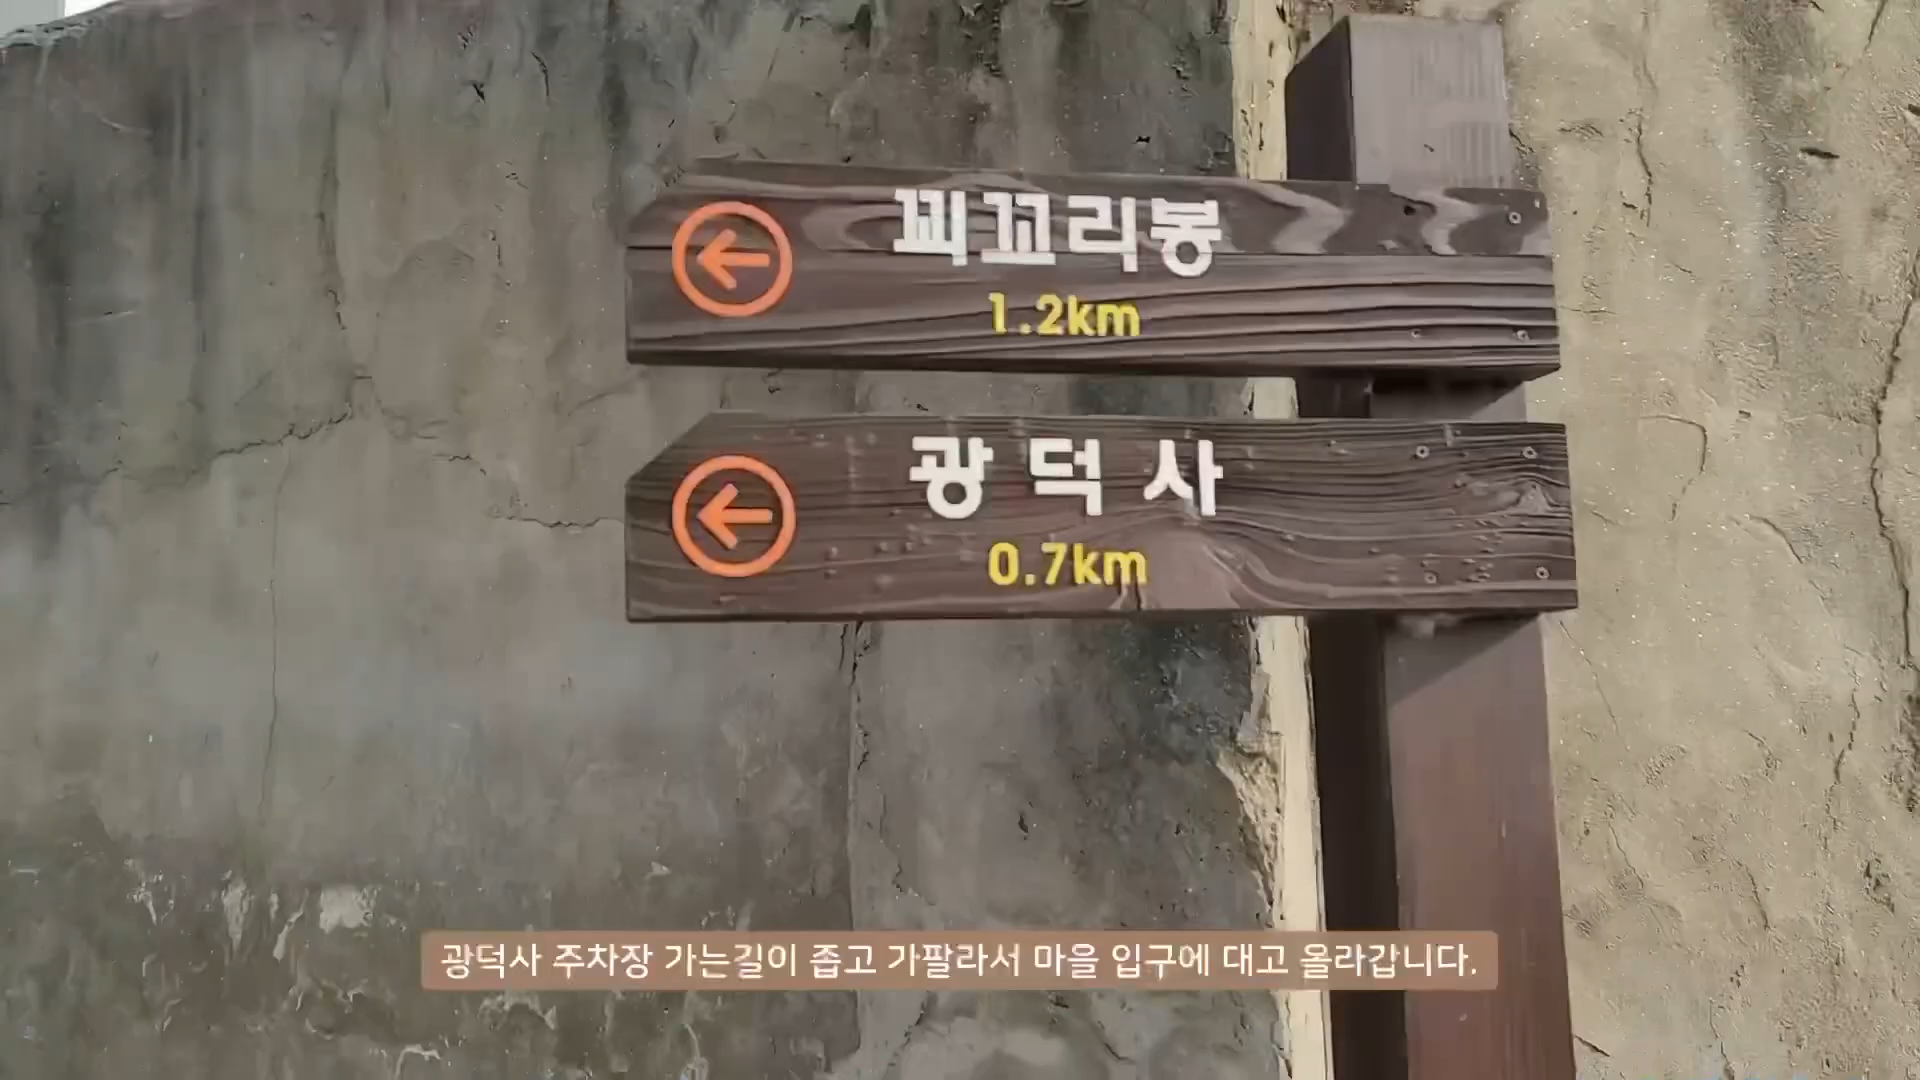 꾀꼬리봉
1.2km
광덕사
0.7km
광덕사 주차장 가는길이 좁고 가팔라서 마을 입구에 대고 올라갑니다.